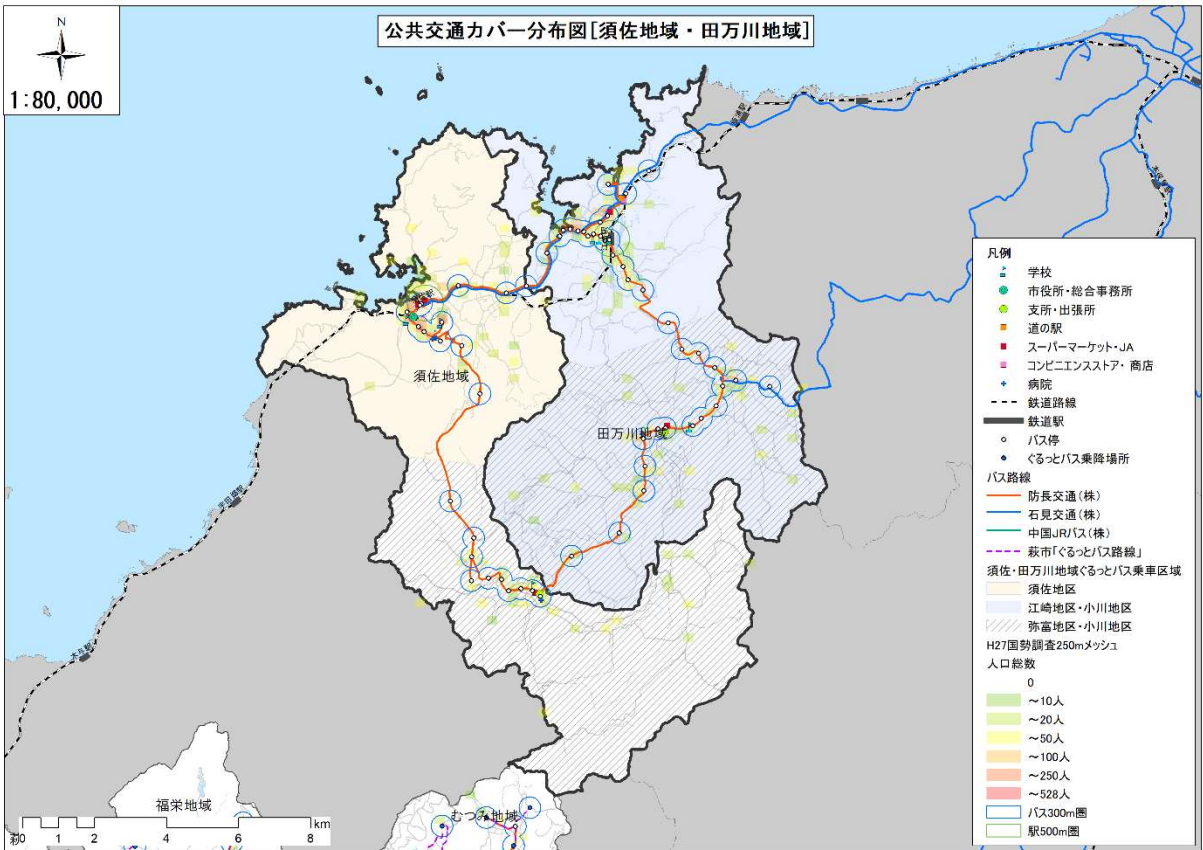 公共交通カバー分布図[須佐地域・田万川地域]
N
1:80,000
須佐地域
田万川地域
福栄地域
むつみ地域
凡例
学校
市役所・総合事務所
支所・出張所
道の駅
スーパーマーケット・JA
コンビニエンスストア・商店
病院
鉄道路線
鉄道駅
バス停
ぐるっとバス乗降場所
バス路線
防長交通(株)
石見交通(株)
中国JRバス(株)
萩市「ぐるっとバス路線」
須佐・田万川地域ぐるっとバス乗車区域
須佐地区
江崎地区・小川地区
弥富地区・小川地区
H27国勢調査250mメッシュ
人口総数
0
～10人
～20人
～50人
～100人
～250人
～528人
バス300m圏
駅500m圏
km
0 1 2 4 6 8